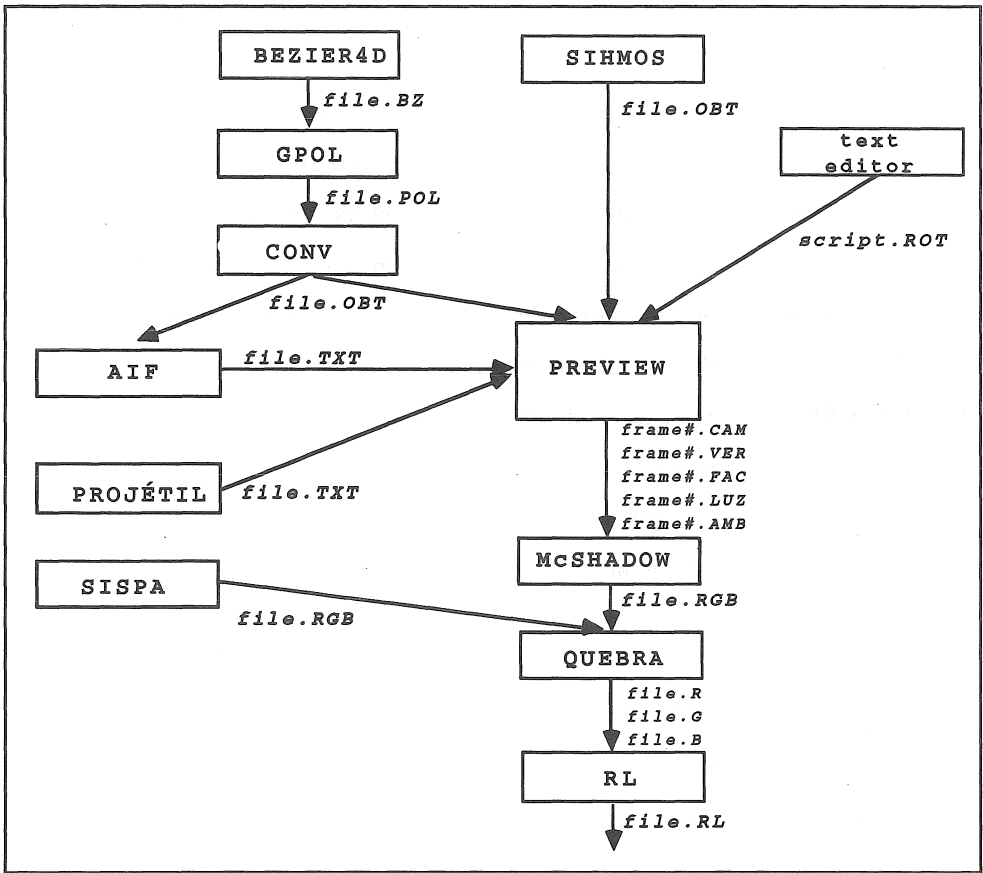 BEZIER4D
SIHMOS
file.BZ
file.OBT
text
editor
GPOL
file.POL
script.ROT
CONV
file.OBT
file.TXT
AIF
PREVIEW
frame#.CAM
frame#.VER
frame#.FAC
frame#.LUZ
frame#.AMB
PROJÉTIL
file.TXT
McSHADOW
SISPA
file.RGB
file.RGB
QUEBRA
file.R
file.G
file.B
RL
file.RL